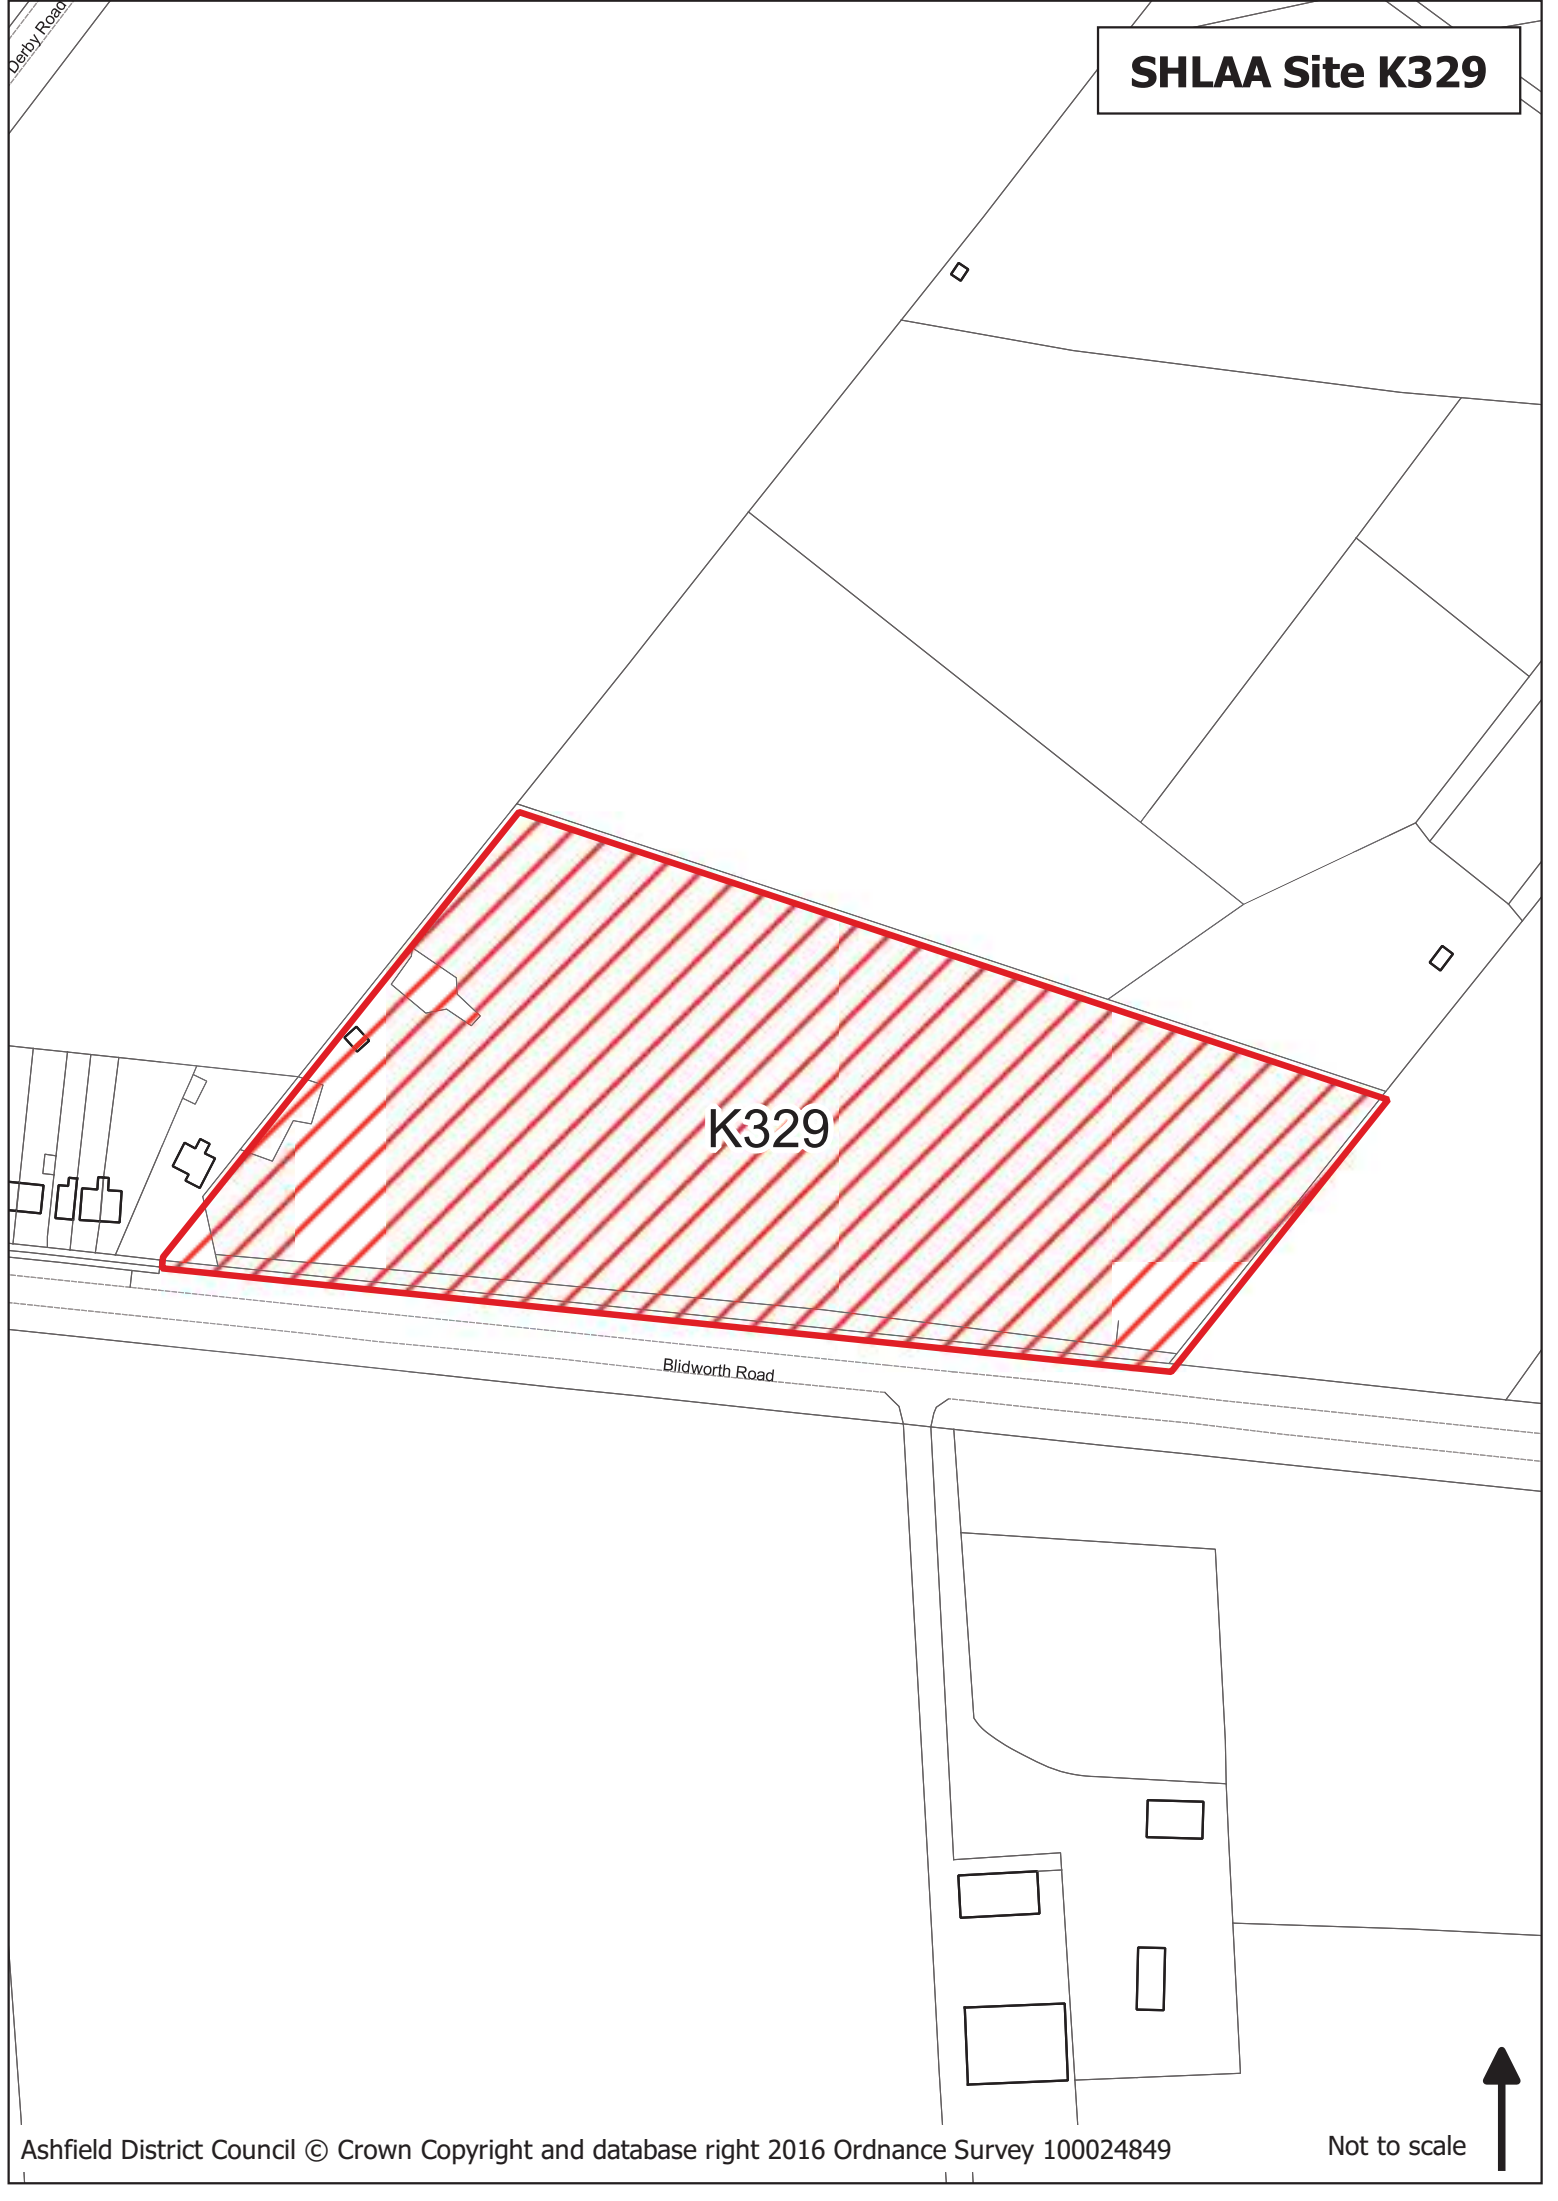 Derby Road
SHLAA Site K329
K329
Blidworth Road
Ashfield District Council © Crown Copyright and database right 2016 Ordnance Survey 100024849
Not to scale